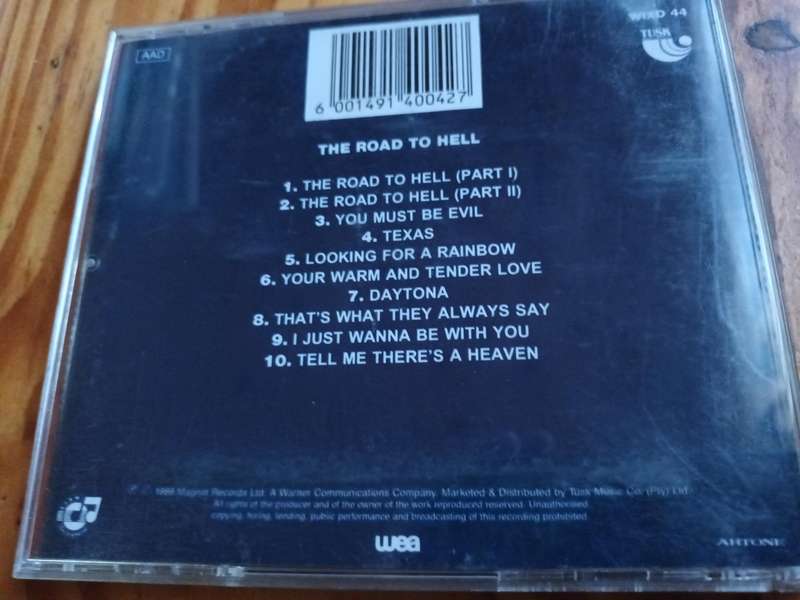 WIXD 44
AAD
TUSK
6 001491 400427
THE ROAD TO HELL
1. THE ROAD TO HELL (PART I)
2. THE ROAD TO HELL (PART II)
3. YOU MUST BE EVIL
4. TEXAS
5. LOOKING FOR A RAINBOW
6. YOUR WARM AND TENDER LOVE
7. DAYTONA
8. THAT'S WHAT THEY ALWAYS SAY
9. I JUST WANNA BE WITH YOU
10. TELL ME THERE'S A HEAVEN
1989 Magnet Records Ltd. A Warner Communications Company. Marketed & Distributed by Tusk Music Co. (Pty) Ltd.
All rights of the producer and of the owner of the work reproduced reserved. Unauthorised
copying, hiring, lending, public performance and broadcasting of this recording prohibited.
wea
ARTONE